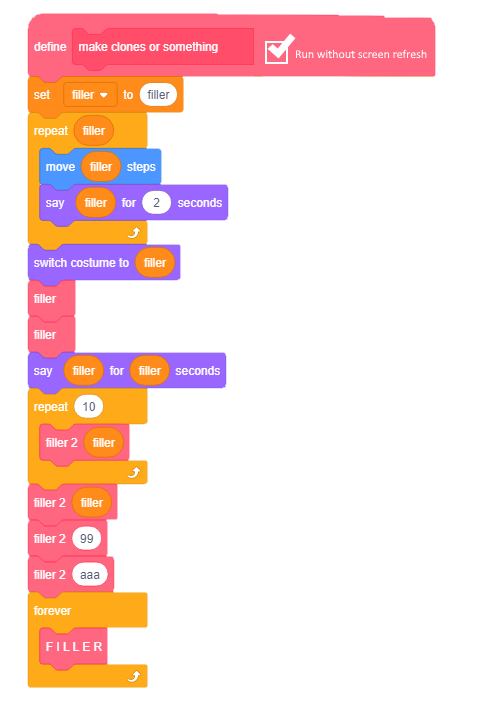 define make clones or something Run without screen refresh
set filler to filler
repeat filler
move filler steps
say filler for 2 seconds
switch costume to filler
filler
filler
say filler for filler seconds
repeat 10
filler 2 filler
filler 2 filler
filler 2 99
filler 2 aaa
forever
F I L L E R